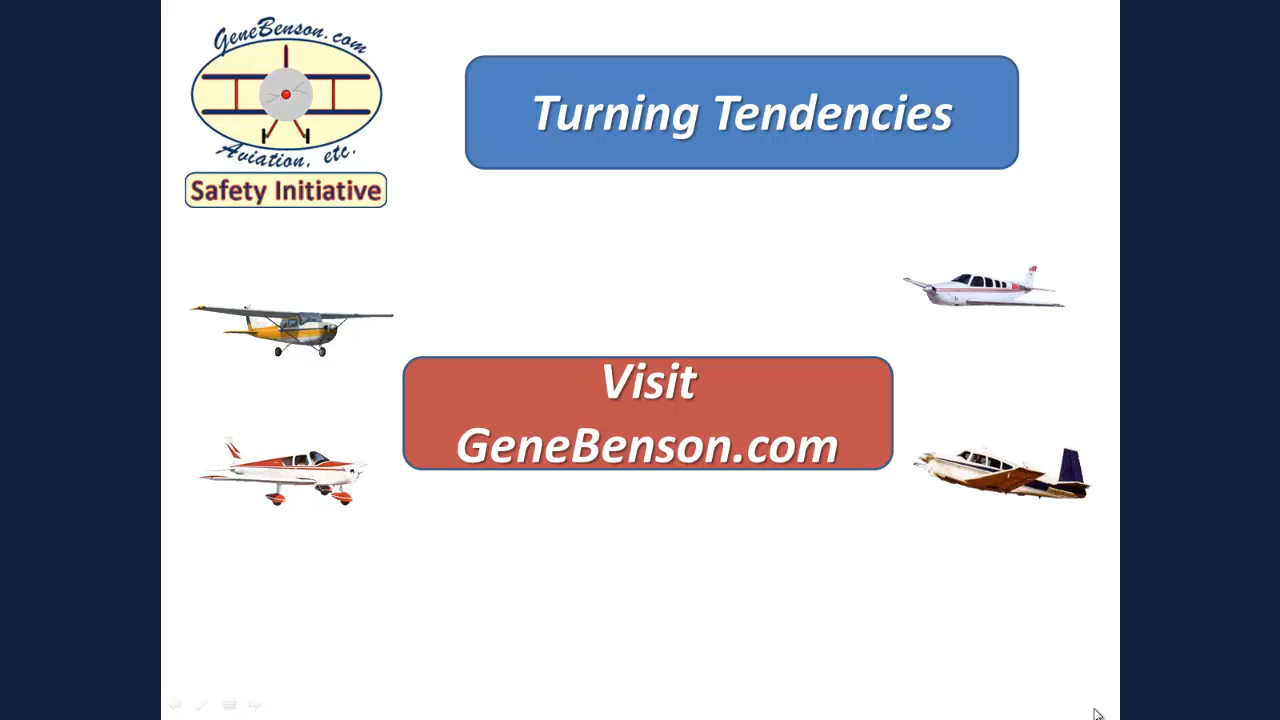 GeneBenson.com
Aviation, etc.
Safety Initiative
Turning Tendencies
Visit
GeneBenson.com